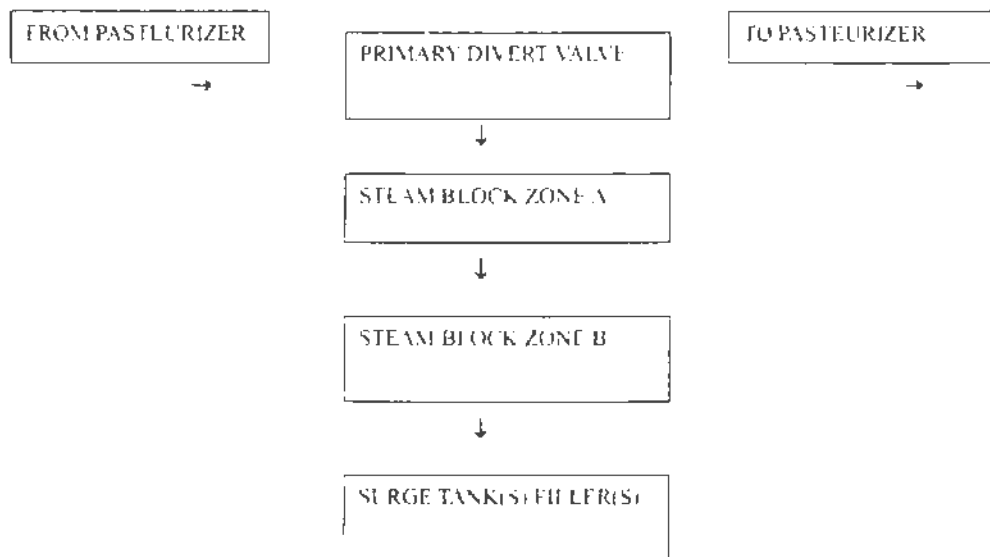 FROM PASTEURIZER
PRIMARY DIVERT VALVE
TO PASTEURIZER
→
→
↓
STEAM BLOCK ZONE A
↓
STEAM BLOCK ZONE B
↓
SURGE TANK(S) FILLER(S)